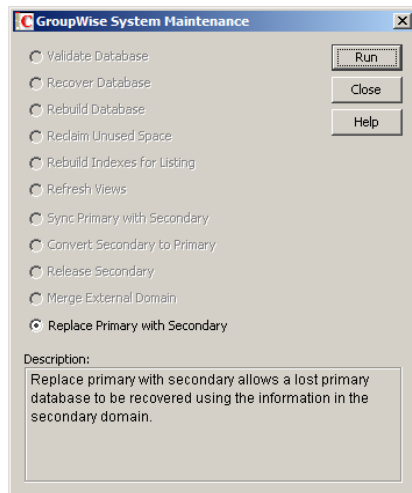 GroupWise System Maintenance
Validate Database
Run
Recover Database
Close
Rebuild Database
Help
Reclaim Unused Space
Rebuild Indexes for Listing
Refresh Views
Sync Primary with Secondary
Convert Secondary to Primary
Release Secondary
Merge External Domain
Replace Primary with Secondary
Description:
Replace primary with secondary allows a lost primary
database to be recovered using the information in the
secondary domain.